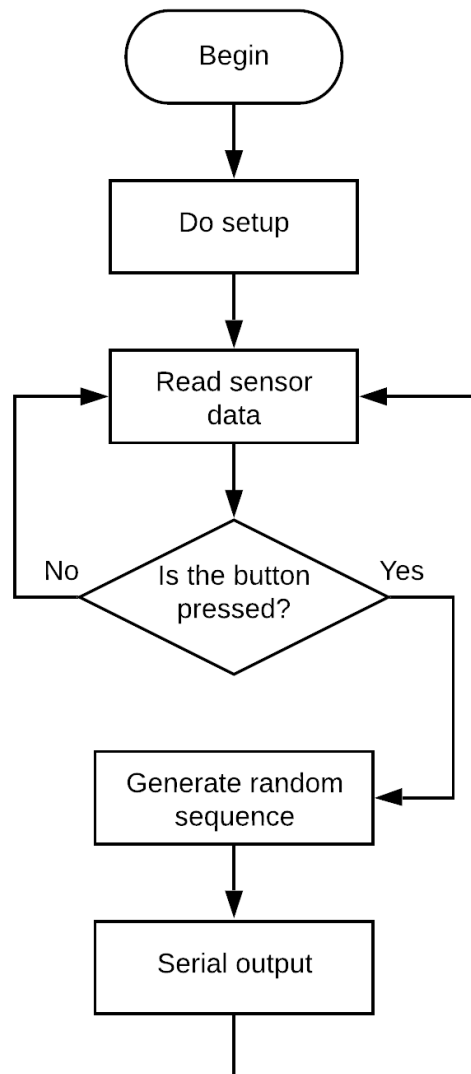 Begin
Do setup
Read sensor
data
No
Is the button
pressed?
Yes
Generate random
sequence
Serial output